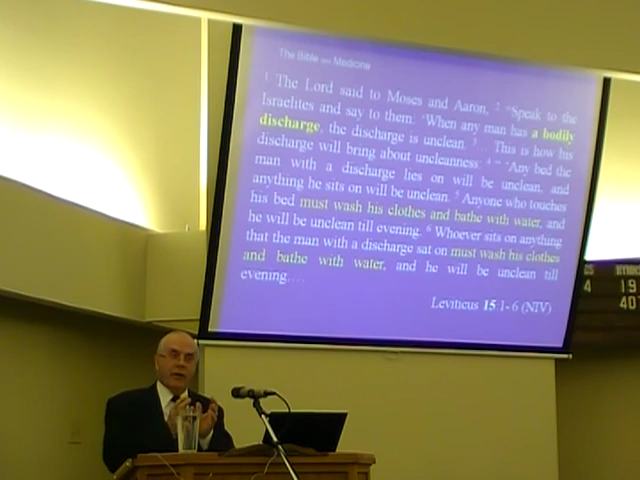 The Bible and Medicine
1 The Lord said to Moses and Aaron, 2 "Speak to the
Israelites and say to them: 'When any man has a bodily
discharge, the discharge is unclean. 3... This is how his
discharge will bring about uncleanness: 4 " 'Any bed the
man with a discharge lies on will be unclean, and
anything he sits on will be unclean. 5 Anyone who touches
his bed must wash his clothes and bathe with water, and
he will be unclean till evening. 6 Whoever sits on anything
that the man with a discharge sat on must wash his clothes
and bathe with water, and he will be unclean till
evening....
Leviticus 15:1-6 (NIV)
4 19
40